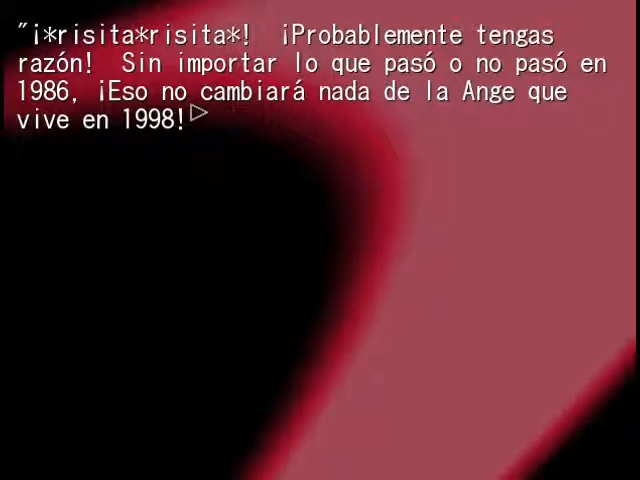 "¡*risita*risita*!  ¡Probablemente tengas
razón!  Sin importar lo que pasó o no pasó en
1986, ¡Eso no cambiará nada de la Ange que
vive en 1998!